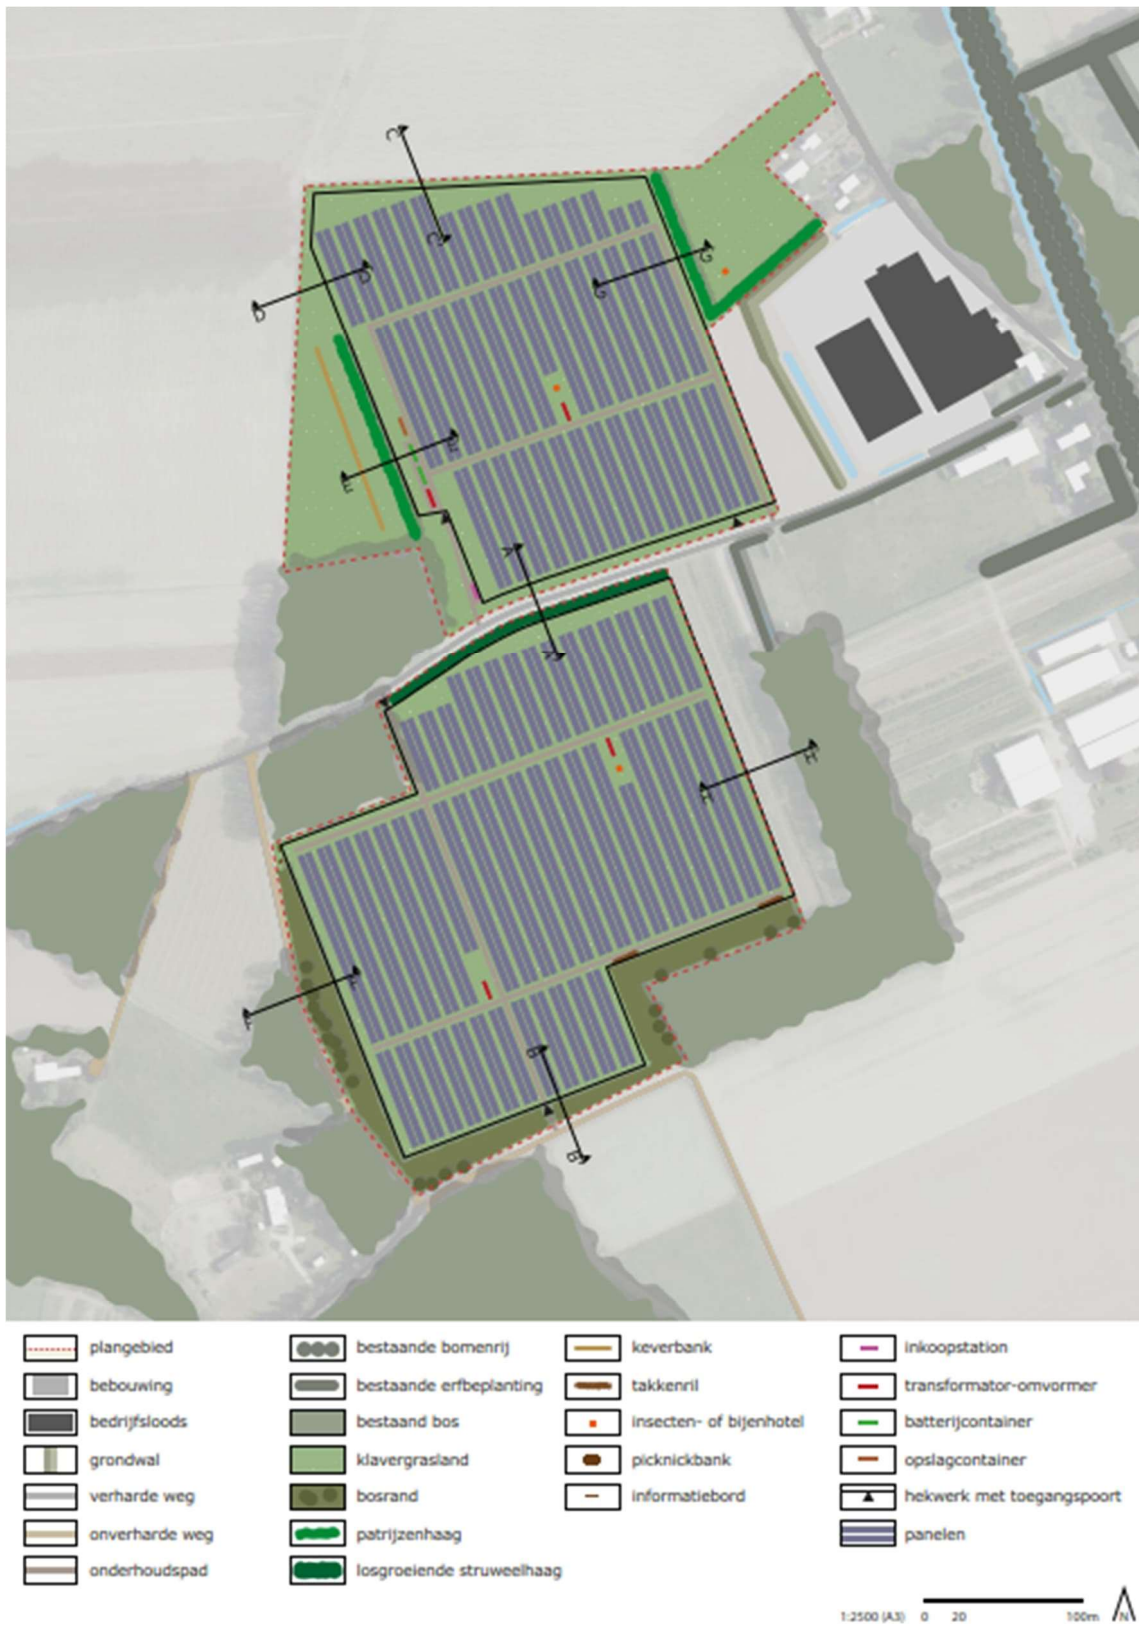 C
C
G
D
D
G
E
E
A
A
H
H
F
F
B
B
plangebied
bebouwing
bedrijfsloods
grondwal
verharde weg
onverharde weg
onderhoudspad
bestaande bomenrij
bestaande erfbeplanting
bestaand bos
klavergrasland
bosrand
patrijzenhaag
losgroeiende struweelhaag
keverbank
takkenril
insecten- of bijenhotel
picknickbank
informatiebord
inkoopstation
transformator-omvormer
batterijcontainer
opslagcontainer
hekwerk met toegangspoort
panelen
1:2500 (A3) 0 20 100m N